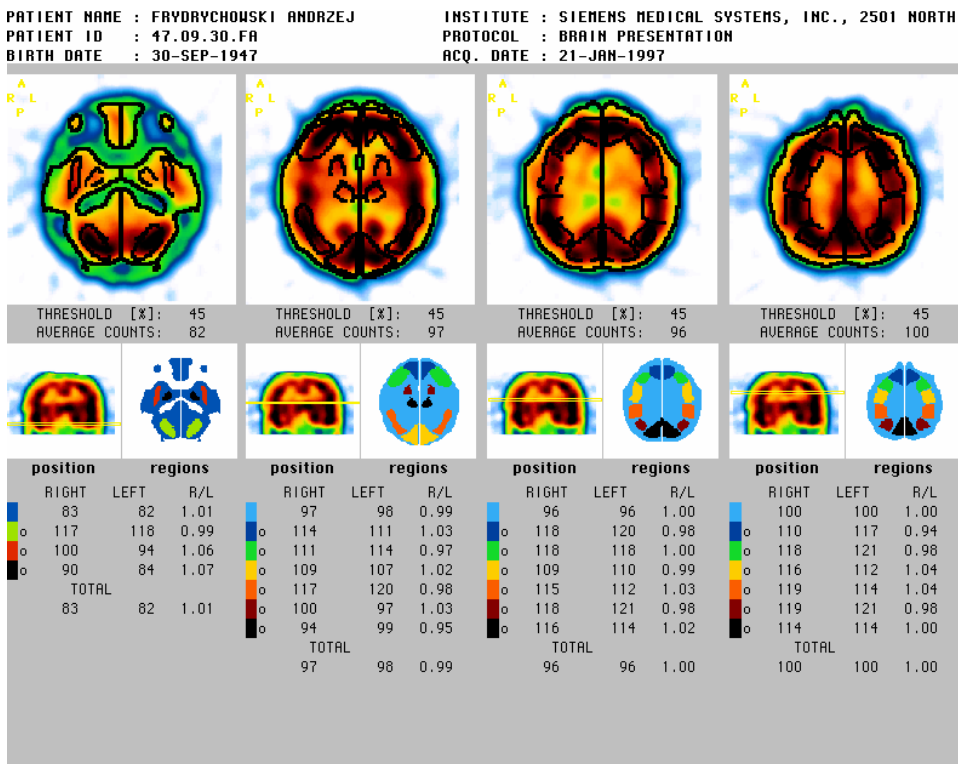 PATIENT NAME : FRYDRYCHOWSKI ANDRZEJ INSTITUTE : SIEMENS MEDICAL SYSTEMS, INC., 2501 NORTH
PATIENT ID : 47.09.30.FA PROTOCOL : BRAIN PRESENTATION
BIRTH DATE : 30-SEP-1947 ACQ. DATE : 21-JAN-1997
A A A A
R L R L R L R L
P P P P
THRESHOLD [%]: 45 THRESHOLD [%]: 45 THRESHOLD [%]: 45 THRESHOLD [%]: 45
AVERAGE COUNTS: 82 AVERAGE COUNTS: 97 AVERAGE COUNTS: 96 AVERAGE COUNTS: 100
position regions position regions position regions position regions
RIGHT LEFT R/L RIGHT LEFT R/L RIGHT LEFT R/L RIGHT LEFT R/L
83 82 1.01 97 98 0.99 96 96 1.00 100 100 1.00
o 117 118 0.99 o 114 111 1.03 o 118 120 0.98 o 110 117 0.94
o 100 94 1.06 o 111 114 0.97 o 118 118 1.00 o 118 121 0.98
o 90 84 1.07 o 109 107 1.02 o 109 110 0.99 o 116 112 1.04
TOTAL o 117 120 0.98 o 115 112 1.03 o 119 114 1.04
83 82 1.01 o 100 97 1.03 o 118 121 0.98 o 119 121 0.98
o 94 99 0.95 o 116 114 1.02 o 114 114 1.00
TOTAL TOTAL TOTAL
97 98 0.99 96 96 1.00 100 100 1.00